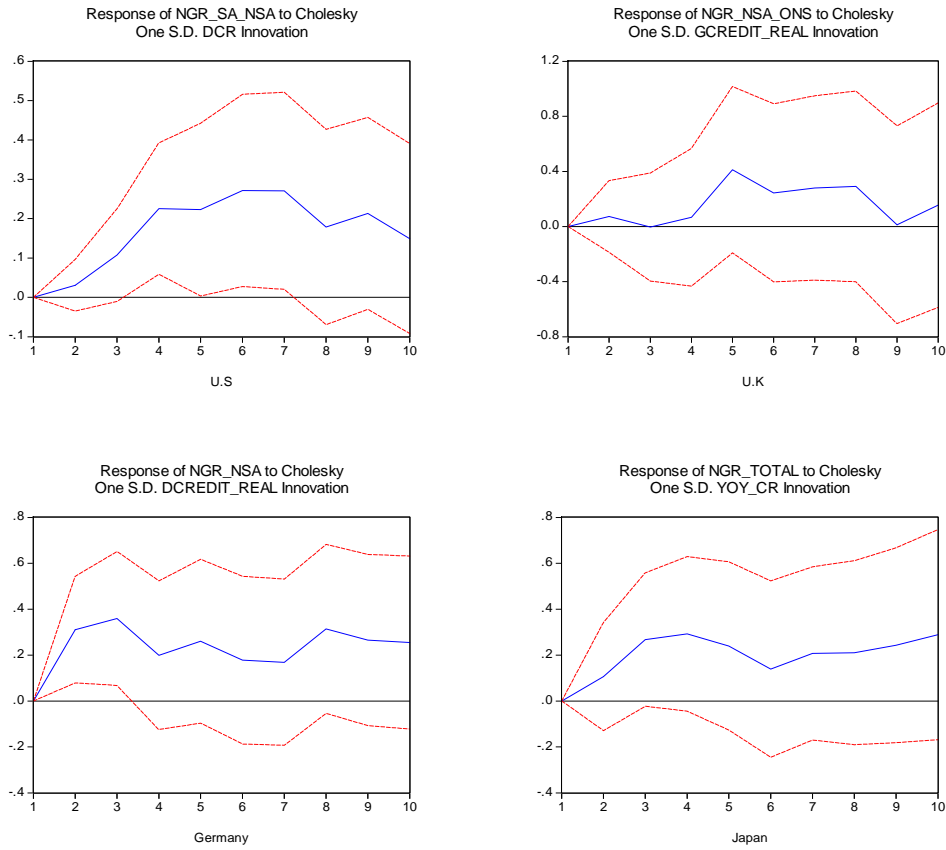 Response of NGR_SA_NSA to Cholesky
One S.D. DCR Innovation
.6
.5
.4
.3
.2
.1
.0
-.1
1 2 3 4 5 6 7 8 9 10
U.S
Response of NGR_NSA_ONS to Cholesky
One S.D. GCREDIT_REAL Innovation
1.2
0.8
0.4
0.0
-0.4
-0.8
1 2 3 4 5 6 7 8 9 10
U.K
Response of NGR_NSA to Cholesky
One S.D. DCREDIT_REAL Innovation
.8
.6
.4
.2
.0
-.2
-.4
1 2 3 4 5 6 7 8 9 10
Germany
Response of NGR_TOTAL to Cholesky
One S.D. YOY_CR Innovation
.8
.6
.4
.2
.0
-.2
-.4
1 2 3 4 5 6 7 8 9 10
Japan